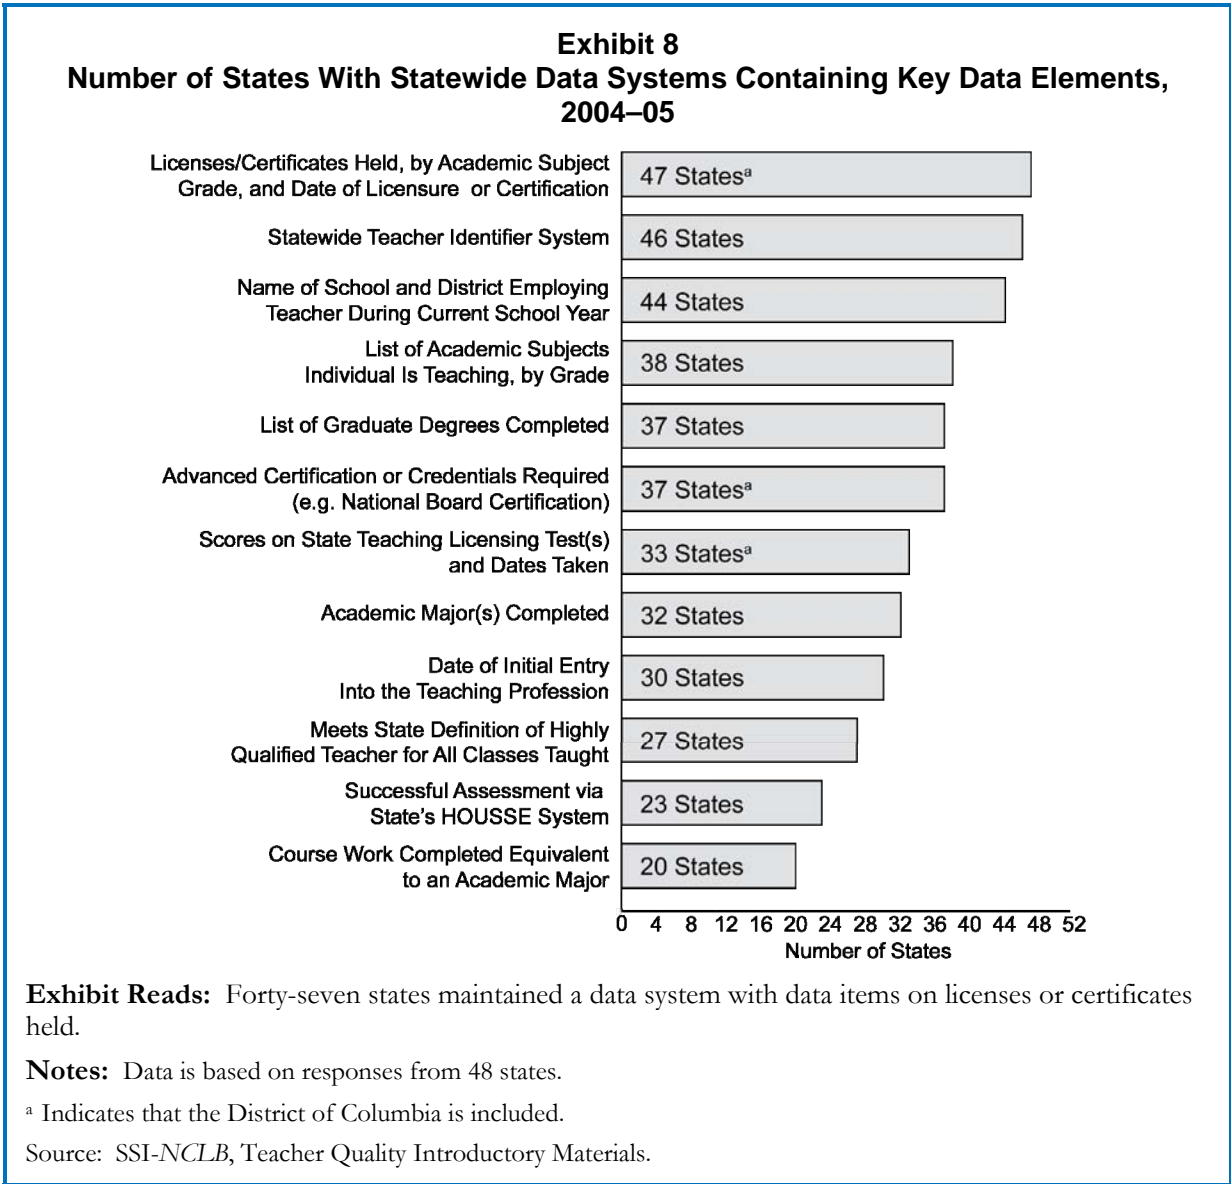 Exhibit 8
Number of States With Statewide Data Systems Containing Key Data Elements,
2004–05
Licenses/Certificates Held, by Academic Subject
Grade, and Date of Licensure or Certification
47 Statesᵃ
Statewide Teacher Identifier System
46 States
Name of School and District Employing
Teacher During Current School Year
44 States
List of Academic Subjects
Individual Is Teaching, by Grade
38 States
List of Graduate Degrees Completed
37 States
Advanced Certification or Credentials Required
(e.g. National Board Certification)
37 Statesᵃ
Scores on State Teaching Licensing Test(s)
and Dates Taken
33 Statesᵃ
Academic Major(s) Completed
32 States
Date of Initial Entry
Into the Teaching Profession
30 States
Meets State Definition of Highly
Qualified Teacher for All Classes Taught
27 States
Successful Assessment via
State's HOUSSE System
23 States
Course Work Completed Equivalent
to an Academic Major
20 States
0 4 8 12 16 20 24 28 32 36 40 44 48 52
Number of States
Exhibit Reads: Forty-seven states maintained a data system with data items on licenses or certificates
held.
Notes: Data is based on responses from 48 states.
ᵃ Indicates that the District of Columbia is included.
Source: SSI-NCLB, Teacher Quality Introductory Materials.